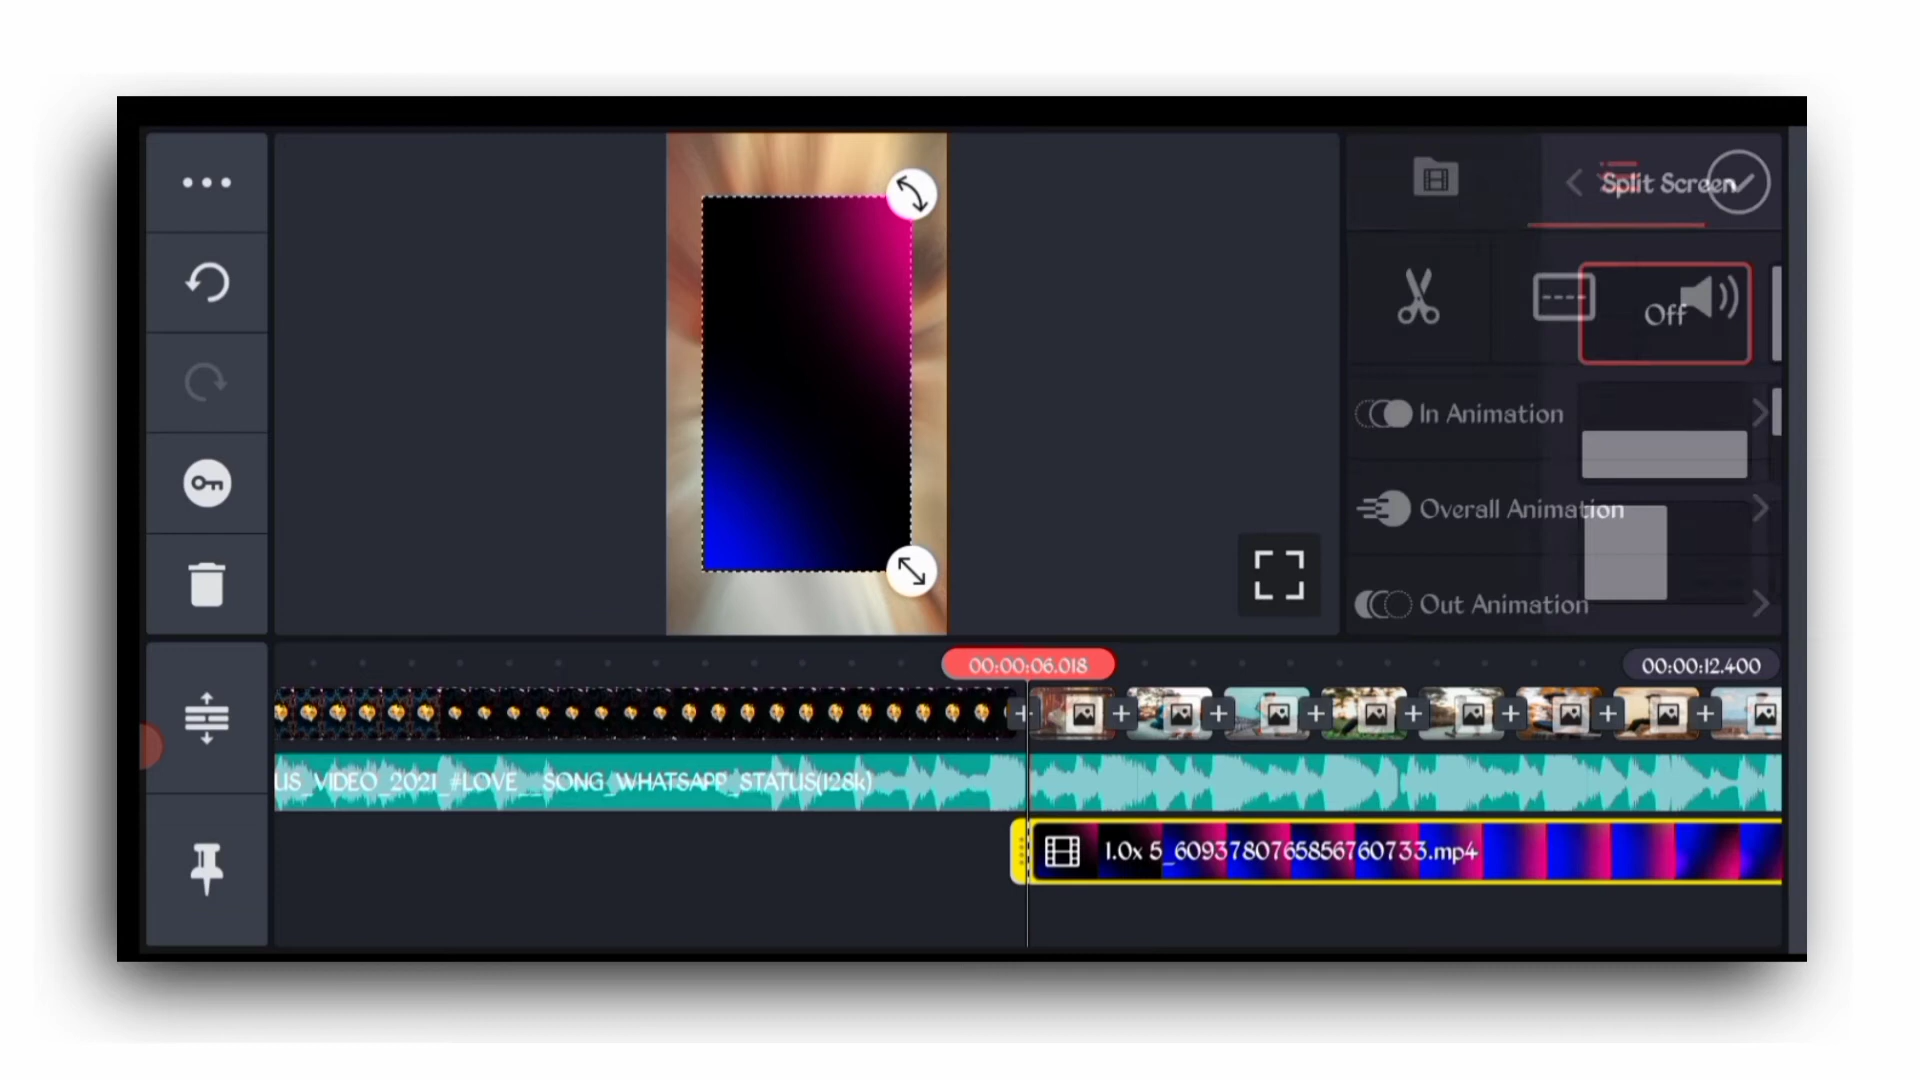 Split Screen
Off
In Animation
Overall Animation
Out Animation
00:00:06.018
00:00:12.400
US_VIDEO_2021_#LOVE__SONG_WHATSAPP_STATUS(128k)
1.0x 5_6093780765856760733.mp4